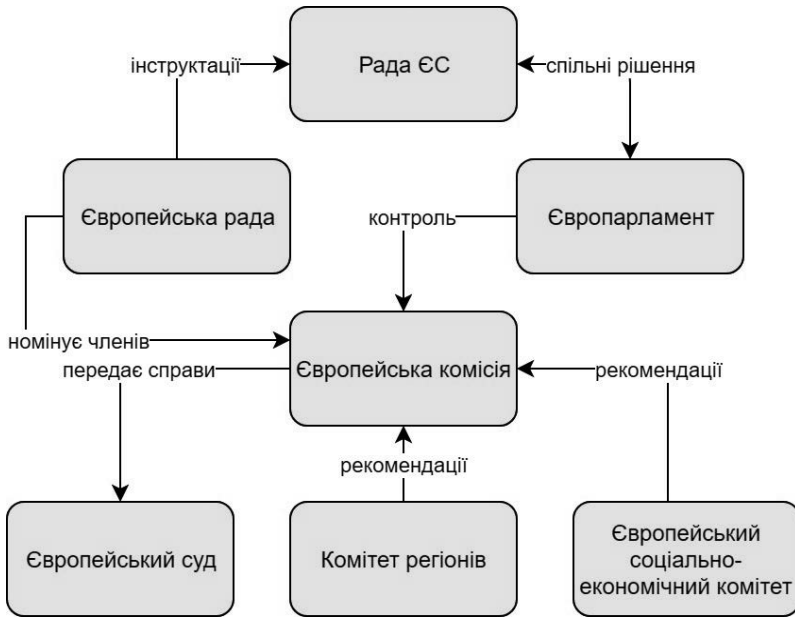 Рада ЄС
інструктації
спільні рішення
Європейська рада
Європарламент
контроль
номінує членів
Європейська комісія
передає справи
рекомендації
рекомендації
Європейський суд
Комітет регіонів
Європейський
соціально-
економічний комітет